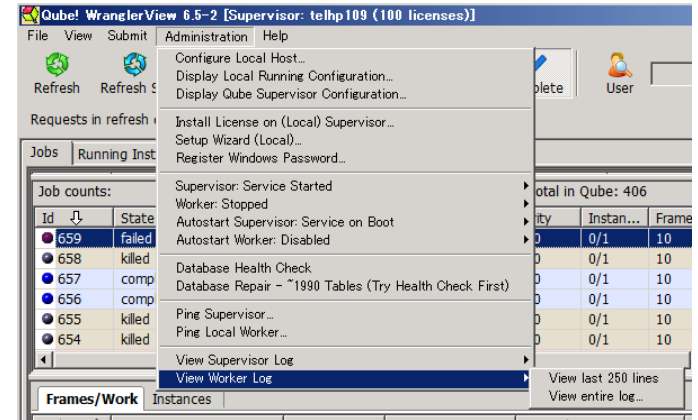 Qube! WranglerView 6.5-2 [Supervisor: telhp109 (100 licenses)]
File View Submit Administration Help
Configure Local Host...
Display Local Running Configuration...
Display Qube Supervisor Configuration...
Refresh Refresh User
Requests in refresh
Install License on (Local) Supervisor...
Setup Wizard (Local)...
Register Windows Password...
Jobs Running Inst
Job counts: otal in Qube: 406
Supervisor: Service Started
Worker: Stopped
Autostart Supervisor: Service on Boot
Autostart Worker: Disabled
Id State ity Instan... Frame
659 failed 0/1 10
658 killed 0/1 10
657 comp 0/1 10
656 comp 0/1 10
655 killed 0/1 10
654 killed 0/1 10
Database Health Check
Database Repair - ~1990 Tables (Try Health Check First)
Ping Supervisor...
Ping Local Worker...
View Supervisor Log
View Worker Log
View last 250 lines
View entire log...
Frames/Work Instances